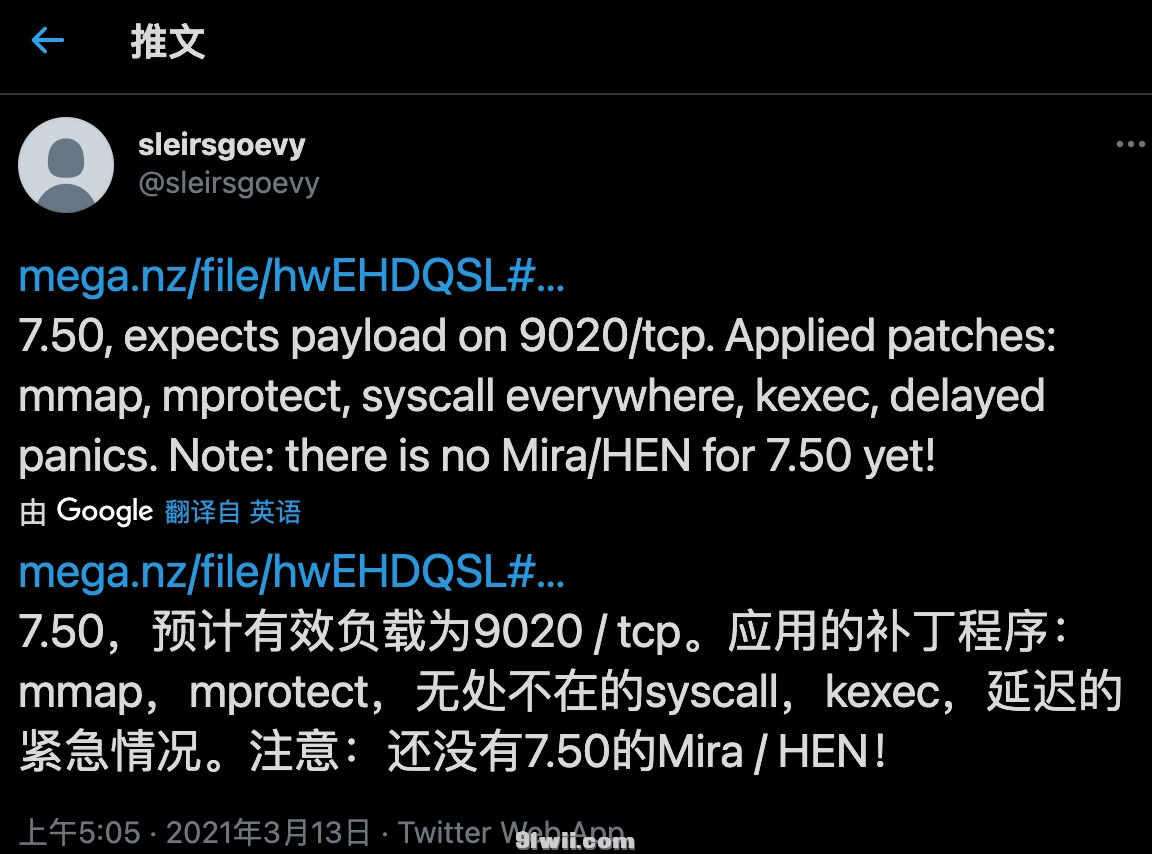 推文
sleirsgoevy
@sleirsgoevy
mega.nz/file/hwEHDQSL#...
7.50, expects payload on 9020/tcp. Applied patches:
mmap, mprotect, syscall everywhere, kexec, delayed
panics. Note: there is no Mira/HEN for 7.50 yet!
由 Google 翻译自 英语
mega.nz/file/hwEHDQSL#...
7.50，预计有效负载为9020 / tcp。应用的补丁程序：
mmap，mprotect，无处不在的syscall，kexec，延迟的
紧急情况。注意：还没有7.50的Mira / HEN！
上午5:05 · 2021年3月13日 · Twitter Web App
91wii.com